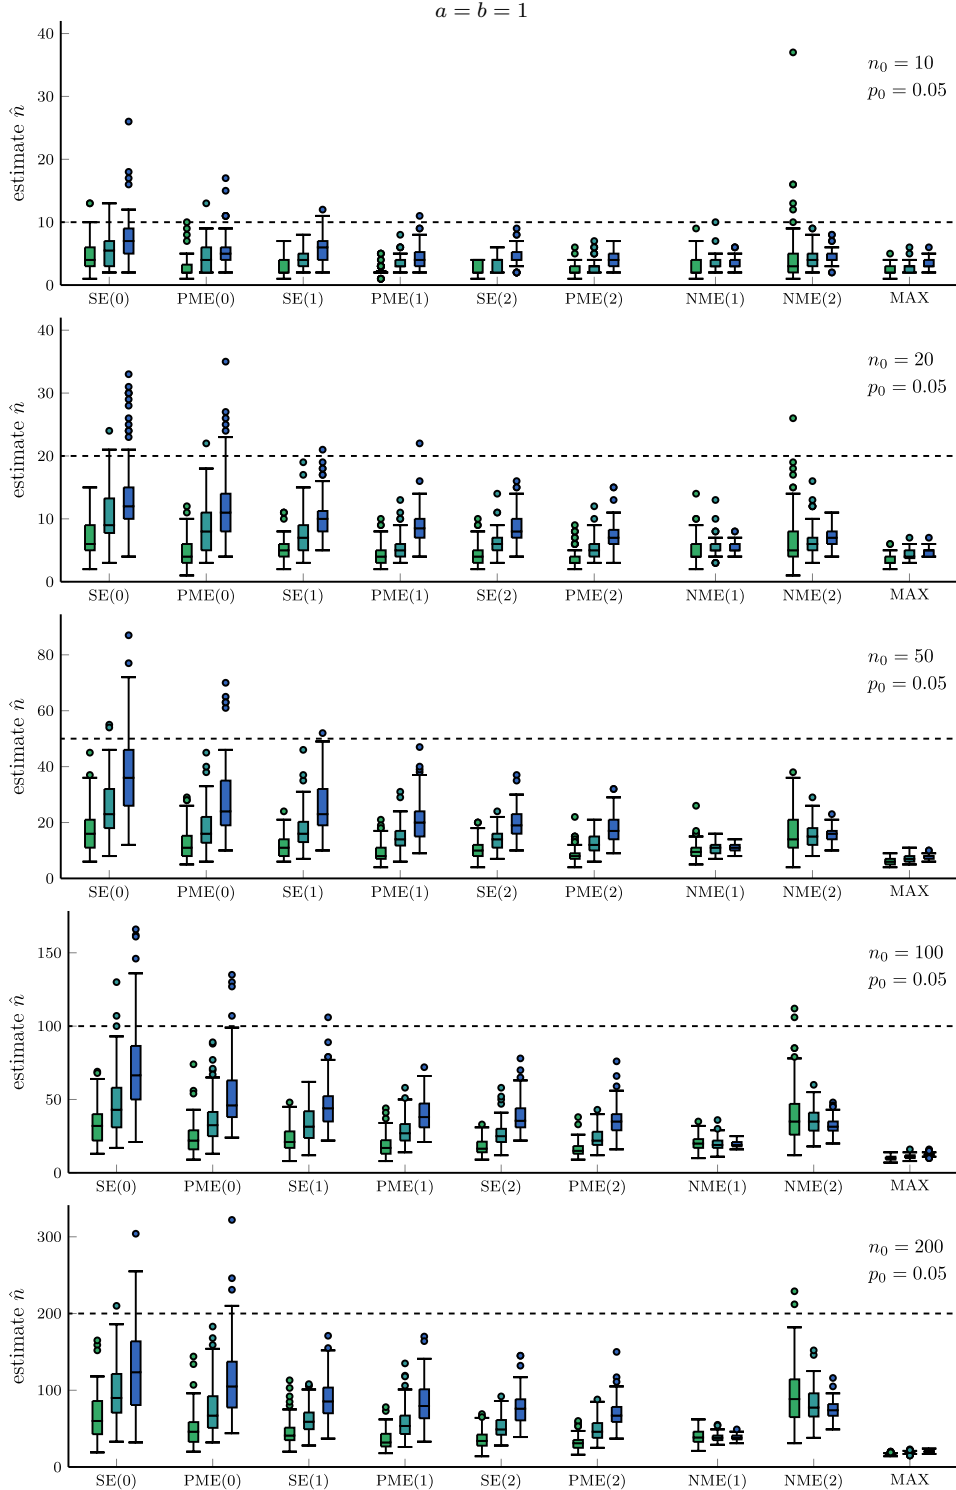 a = b = 1
40
30
20
10
0
estimate n̂
n₀ = 10
p₀ = 0.05
SE(0) PME(0) SE(1) PME(1) SE(2) PME(2) NME(1) NME(2) MAX
40
30
20
10
0
estimate n̂
n₀ = 20
p₀ = 0.05
SE(0) PME(0) SE(1) PME(1) SE(2) PME(2) NME(1) NME(2) MAX
80
60
40
20
0
estimate n̂
n₀ = 50
p₀ = 0.05
SE(0) PME(0) SE(1) PME(1) SE(2) PME(2) NME(1) NME(2) MAX
150
100
50
0
estimate n̂
n₀ = 100
p₀ = 0.05
SE(0) PME(0) SE(1) PME(1) SE(2) PME(2) NME(1) NME(2) MAX
300
200
100
0
estimate n̂
n₀ = 200
p₀ = 0.05
SE(0) PME(0) SE(1) PME(1) SE(2) PME(2) NME(1) NME(2) MAX